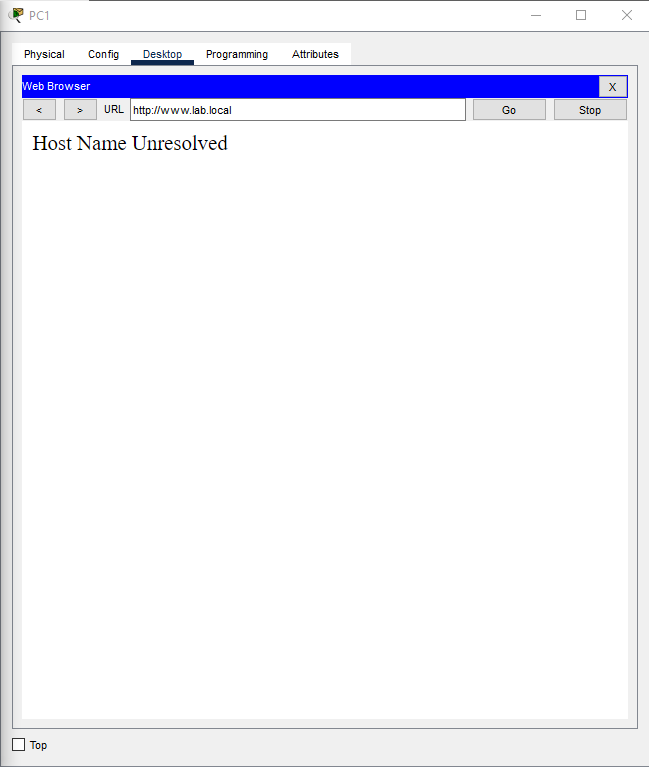 PC1
Physical Config Desktop Programming Attributes
Web Browser X
< > URL http://www.lab.local Go Stop
Host Name Unresolved
Top